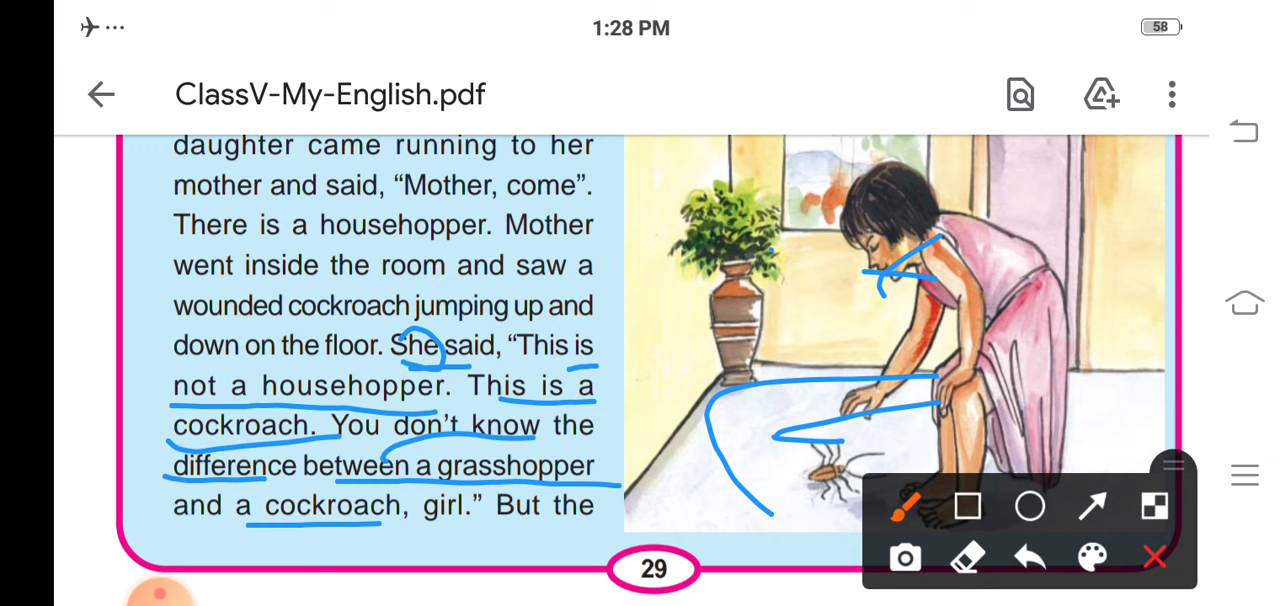 1:28 PM
58
ClassV-My-English.pdf
daughter came running to her
mother and said, “Mother, come”.
There is a househopper. Mother
went inside the room and saw a
wounded cockroach jumping up and
down on the floor. She said, “This is
not a househopper. This is a
cockroach. You don’t know the
difference between a grasshopper
and a cockroach, girl.” But the
29